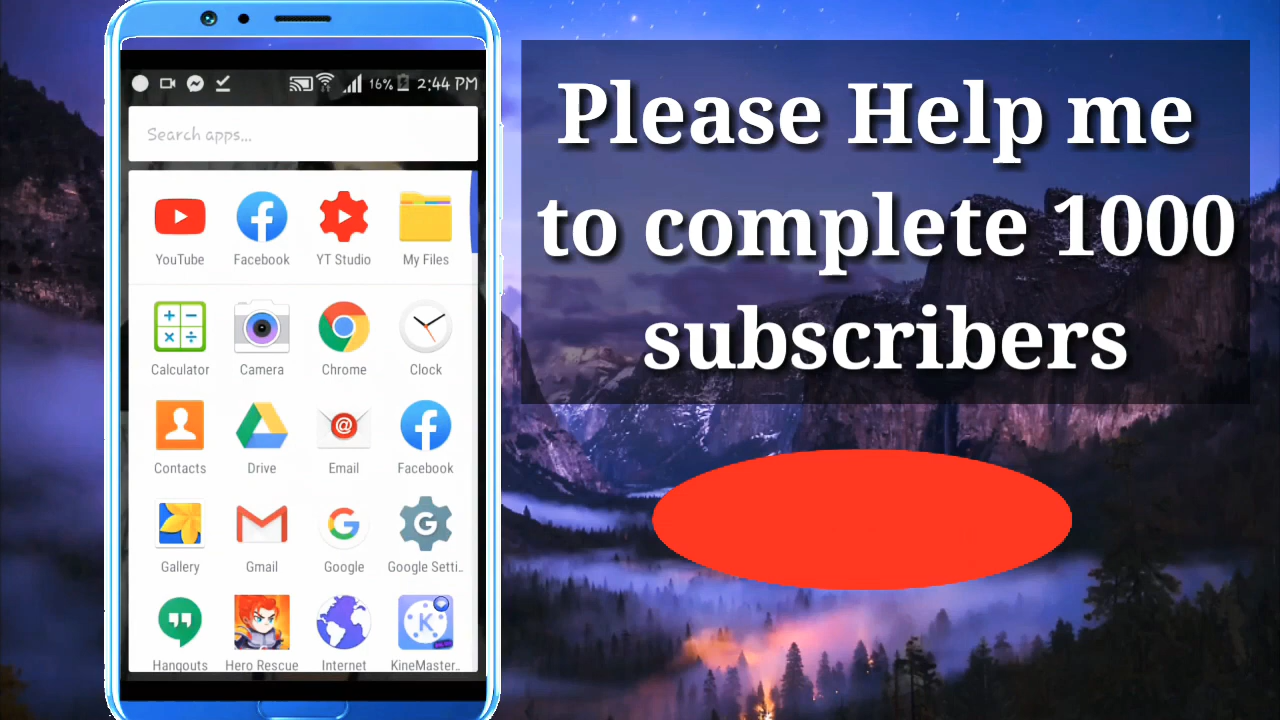 16% 2:44 PM
Search apps...
YouTube Facebook YT Studio My Files
Calculator Camera Chrome Clock
Contacts Drive Email Facebook
Gallery Gmail Google Google Setti..
Hangouts Hero Rescue Internet KineMaster..
Please Help me
to complete 1000
subscribers